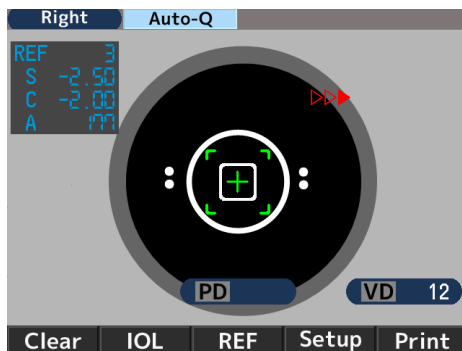 Right Auto-Q
REF 3
S -2.50
C -2.00
A 177
PD
VD 12
Clear IOL REF Setup Print